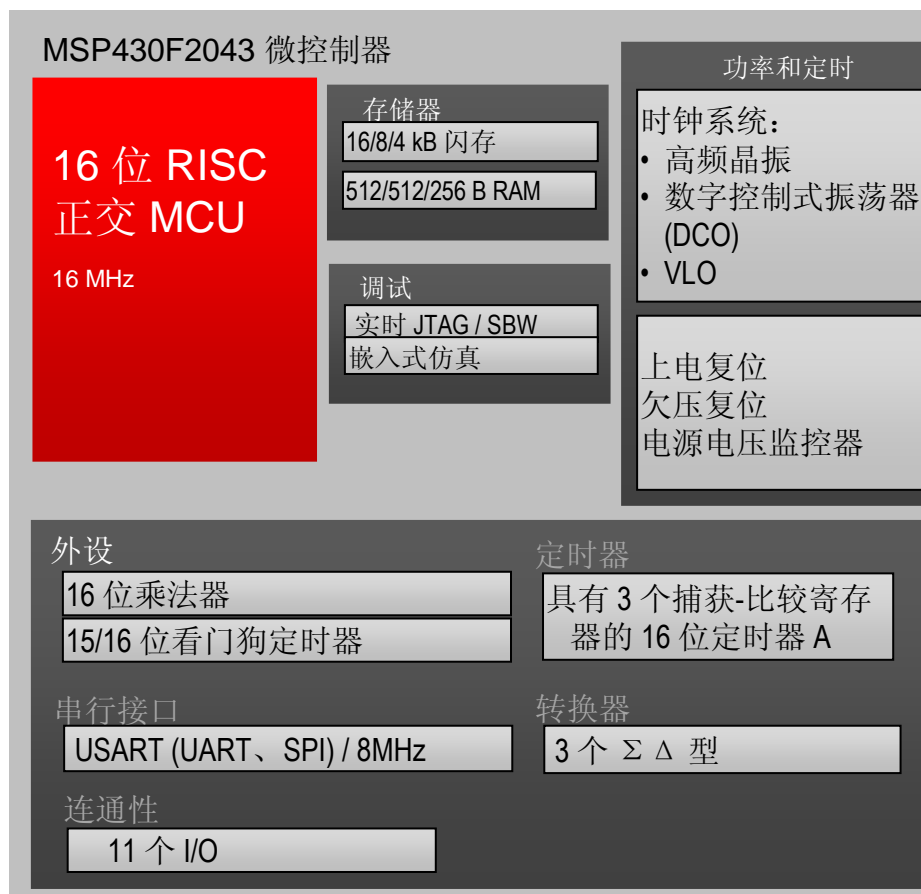 MSP430F2043 微控制器
16 位 RISC
正交 MCU
16 MHz
存储器
16/8/4 kB 闪存
512/512/256 B RAM
调试
实时 JTAG / SBW
嵌入式仿真
功率和定时
时钟系统：
• 高频晶振
• 数字控制式振荡器
(DCO)
• VLO
上电复位
欠压复位
电源电压监控器
外设
16 位乘法器
15/16 位看门狗定时器
串行接口
USART (UART、SPI) / 8MHz
连通性
11 个 I/O
定时器
具有 3 个捕获-比较寄存
器的 16 位定时器 A
转换器
3 个 Σ Δ 型